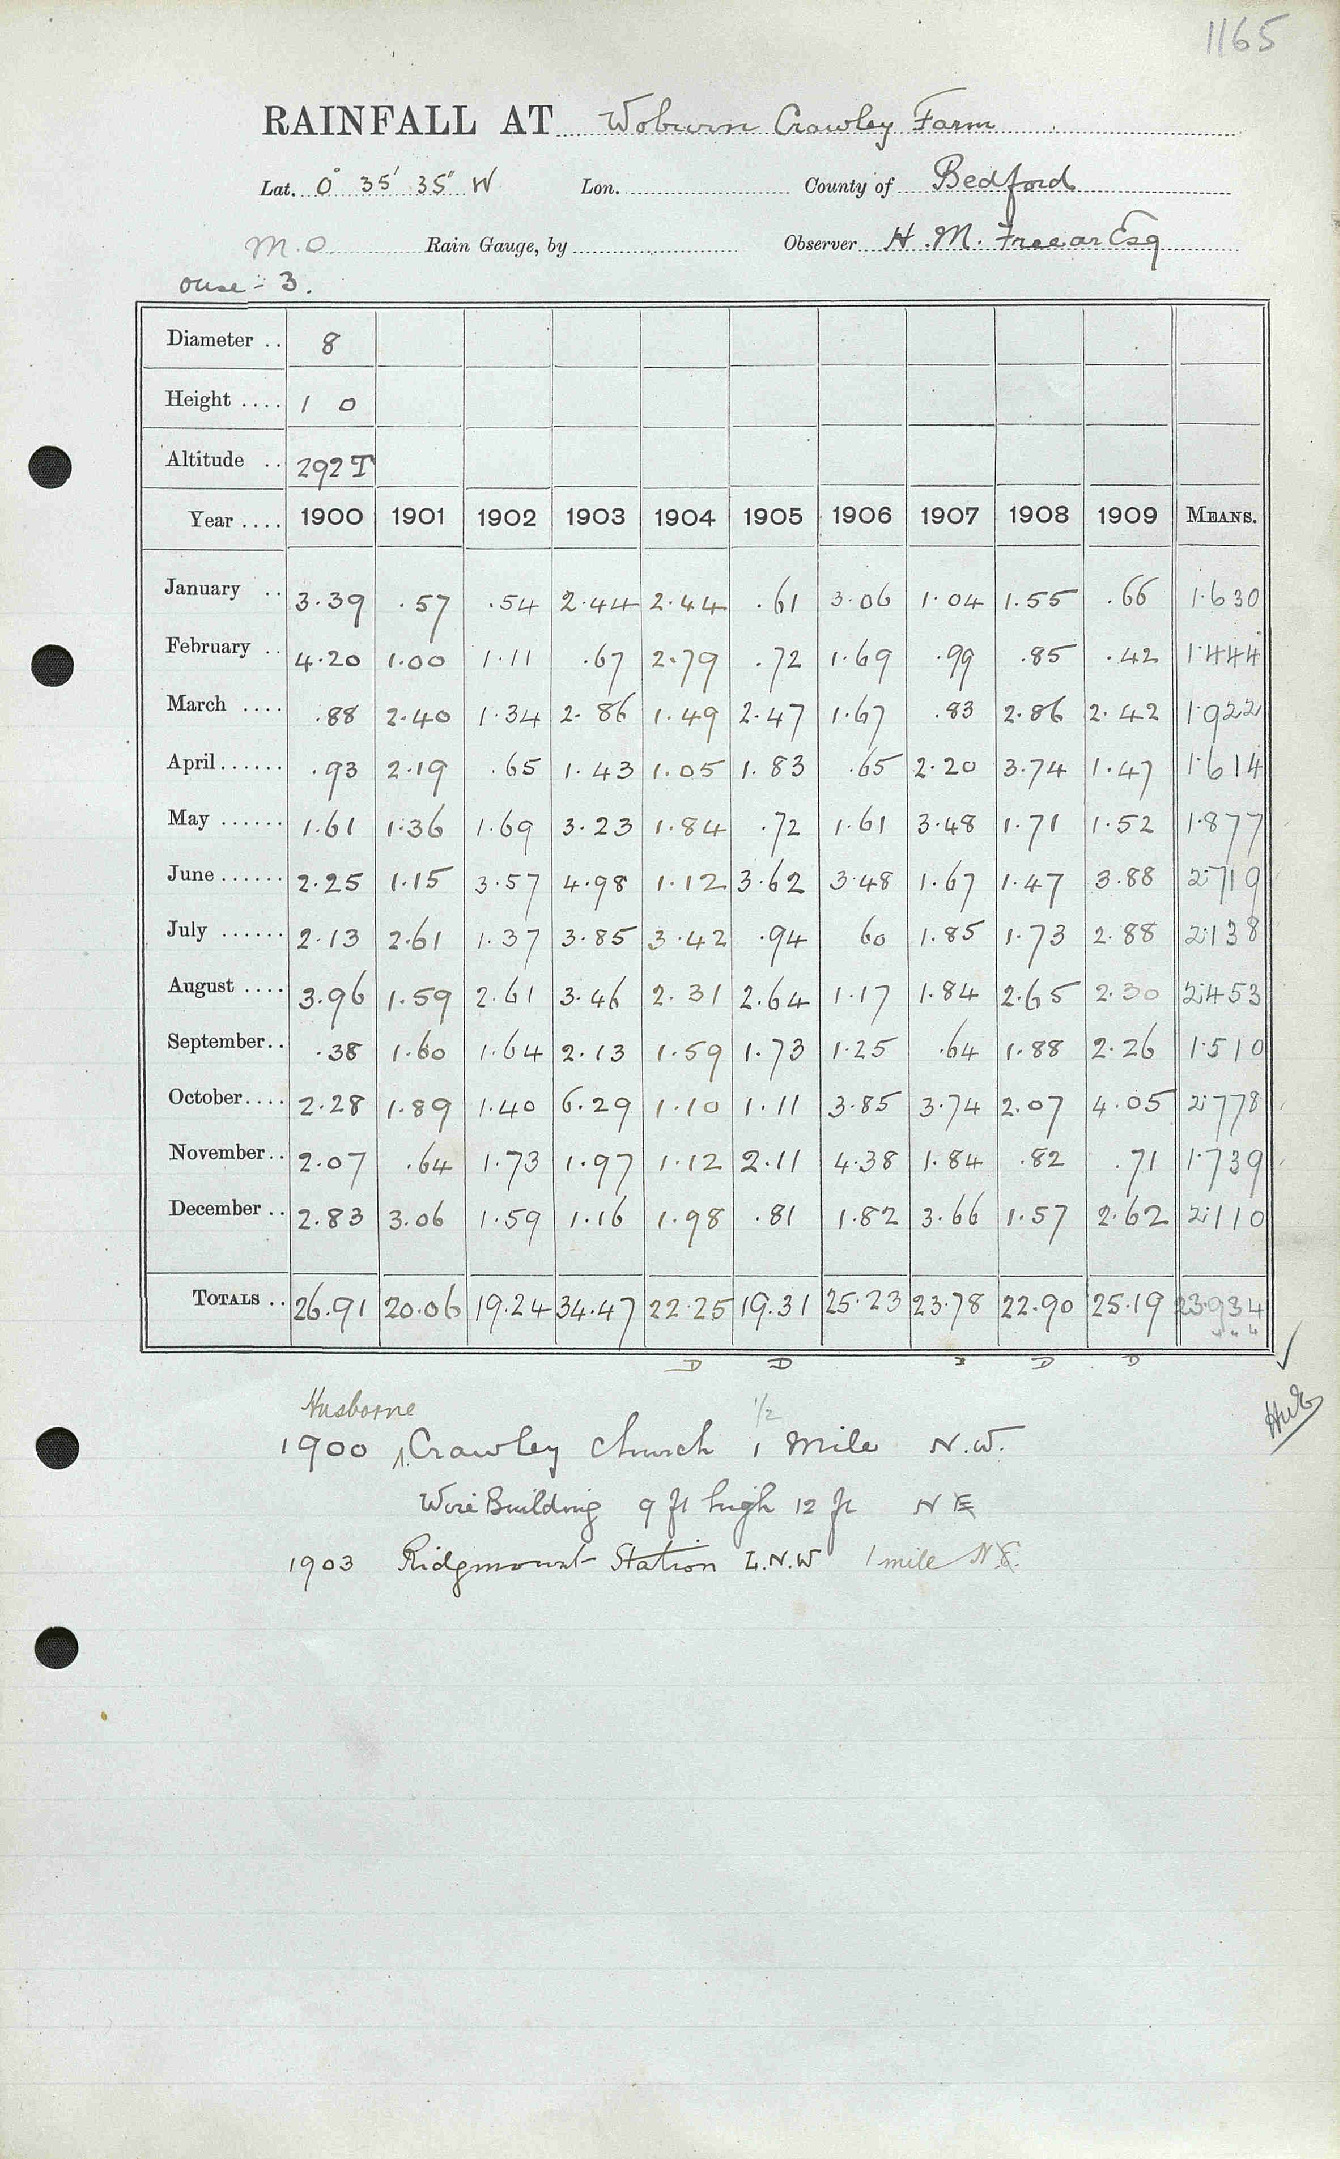 1165
RAINFALL AT Woburn Crawley Farm
Lat. 0° 35' 35" W Lon. County of Bedford
M.O Rain Gauge, by Observer H. M. Freear Esq
ouse - 3.
Diameter .. 8
Height .... 1 0
Altitude .. 292 T
Year .... 1900 1901 1902 1903 1904 1905 1906 1907 1908 1909 MEANS.
January .. 3.39 .57 .54 2.44 2.44 .61 3.06 1.04 1.55 .66 1.630
February .. 4.20 1.00 1.11 .67 2.79 .72 1.69 .99 .85 .42 1.444
March .... .88 2.40 1.34 2.86 1.49 2.47 1.67 .83 2.86 2.42 1.922
April ...... .93 2.19 .65 1.43 1.05 1.83 .65 2.20 3.74 1.47 1.614
May ...... 1.61 1.36 1.69 3.23 1.84 .72 1.61 3.48 1.71 1.52 1.877
June ...... 2.25 1.15 3.57 4.98 1.12 3.62 3.48 1.67 1.47 3.88 2.719
July ...... 2.13 2.61 1.37 3.85 3.42 .94 60 1.85 1.73 2.88 2.138
August .... 3.96 1.59 2.61 3.46 2.31 2.64 1.17 1.84 2.65 2.30 2.453
September .. .38 1.60 1.64 2.13 1.59 1.73 1.25 .64 1.88 2.26 1.510
October .... 2.28 1.89 1.40 6.29 1.10 1.11 3.85 3.74 2.07 4.05 2.778
November .. 2.07 .64 1.73 1.97 1.12 2.11 4.38 1.84 .82 .71 1.739
December .. 2.83 3.06 1.59 1.16 1.98 .81 1.82 3.66 1.57 2.62 2.110
TOTALS .. 26.91 20.06 19.24 34.47 22.25 19.31 25.23 23.78 22.90 25.19 23.934
D D D D
Husborne 1/2
1900 Crawley church 1 mile N.W.
Wire Building 9 ft high 12 ft N E
1903 Ridgmount Station L.N.W 1 mile N E.